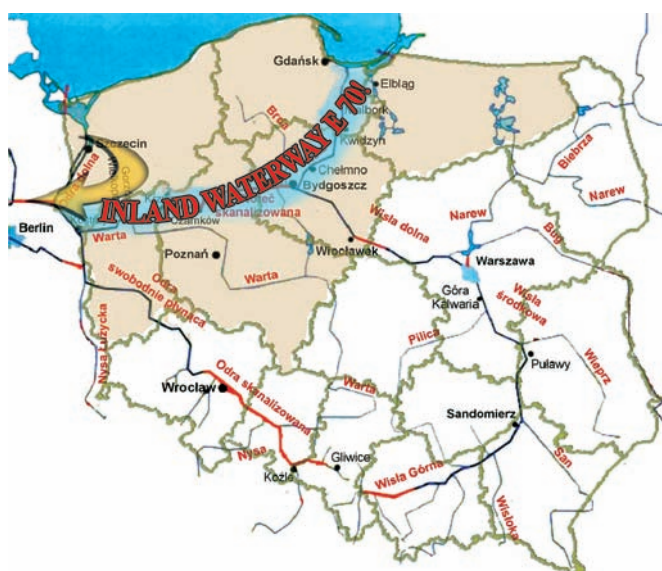 Gdańsk
Elbląg
Brda
Kwidzyn
Szczecin
Chełmno
Bydgoszcz
INLAND WATERWAY E 70!
skanalizowana
Czarnków
Berlin
Warta
Poznań
Warta
Włocławek
Wisła dolna
Narew
Biebrza
Narew
Bug
Warszawa
Odra
swobodnie płynąca
Góra
Kalwaria
Wisła
środkowa
Nysa Łużycka
Pilica
Wieprz
Puławy
Wrocław
Odra skanalizowana
Warta
Sandomierz
Nysa
Gliwice
Koźle
Wisła Górna
San
Wisłoka